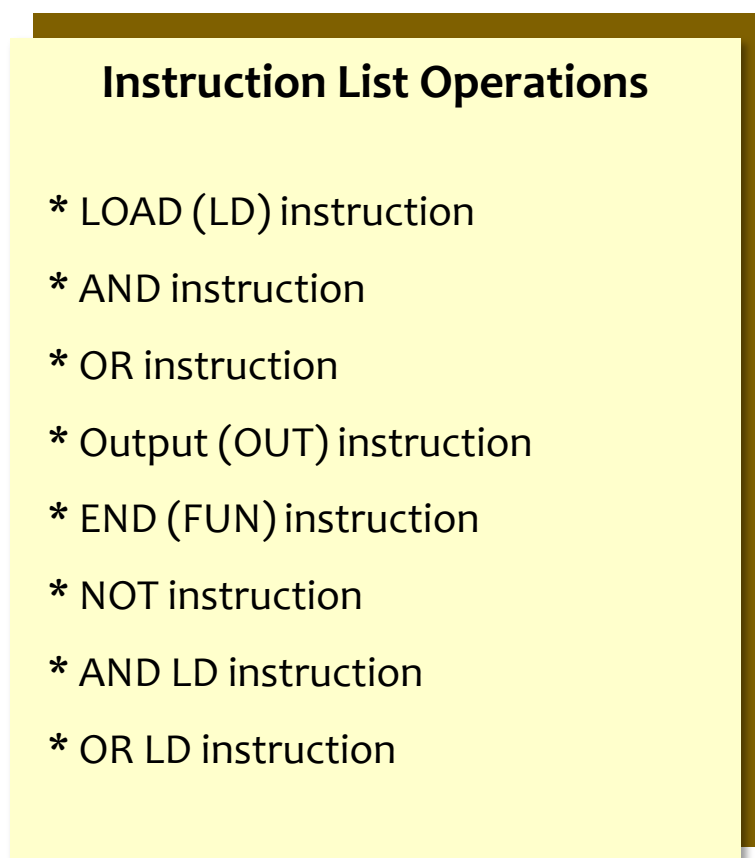 Instruction List Operations
* LOAD (LD) instruction
* AND instruction
* OR instruction
* Output (OUT) instruction
* END (FUN) instruction
* NOT instruction
* AND LD instruction
* OR LD instruction